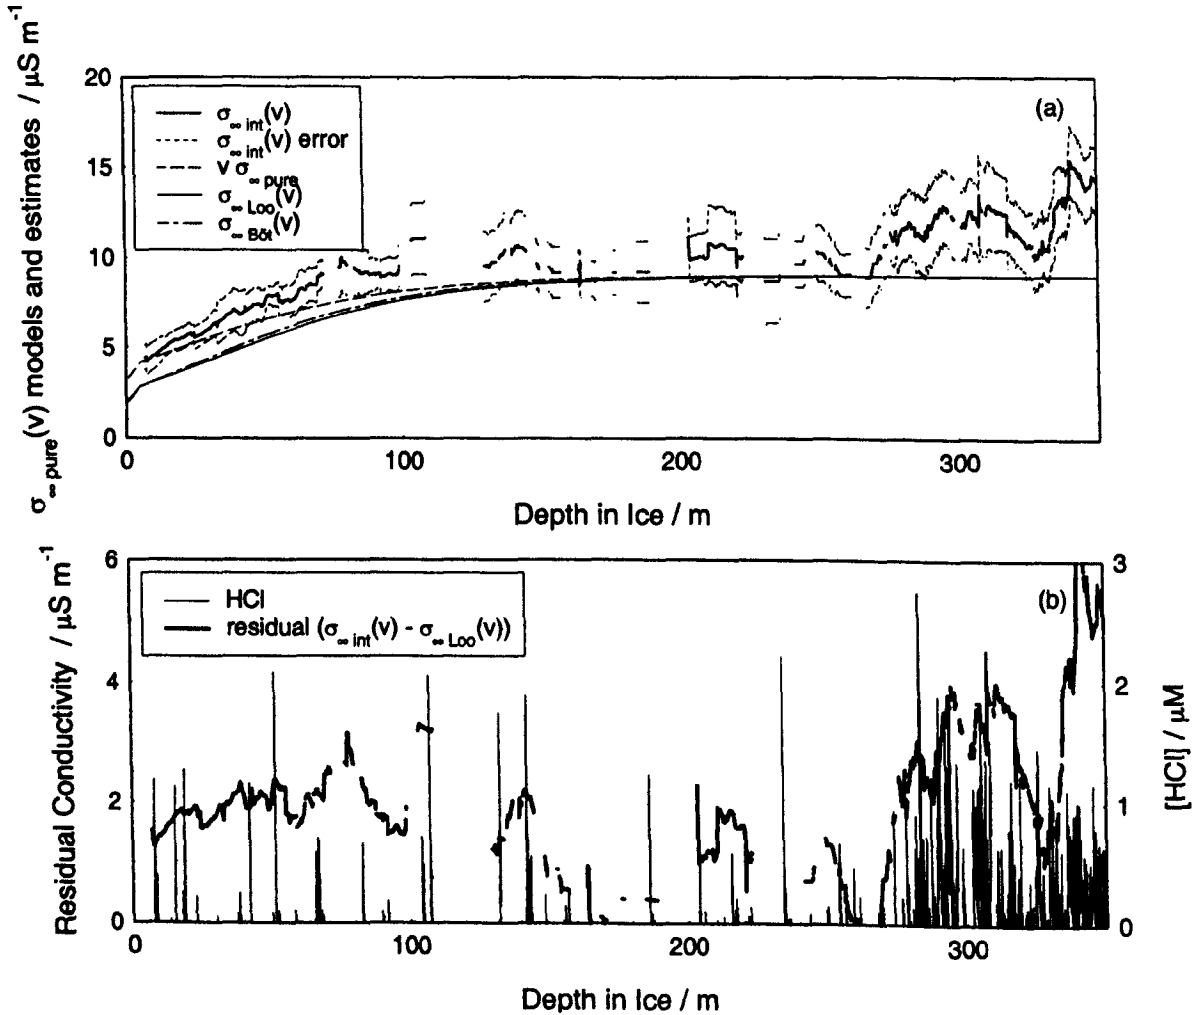 σ∞ pure(v) models and estimates / μS m⁻¹
20
15
10
5
0
(a)
σ∞ int(v)
σ∞ int(v) error
v σ∞ pure
σ∞ Loo(v)
σ∞ Böt(v)
0 100 200 300
Depth in Ice / m
Residual Conductivity / μS m⁻¹
6
4
2
0
(b)
HCl
residual (σ∞ int(v) - σ∞ Loo(v))
3
2
1
0
[HCl] / μM
0 100 200 300
Depth in Ice / m